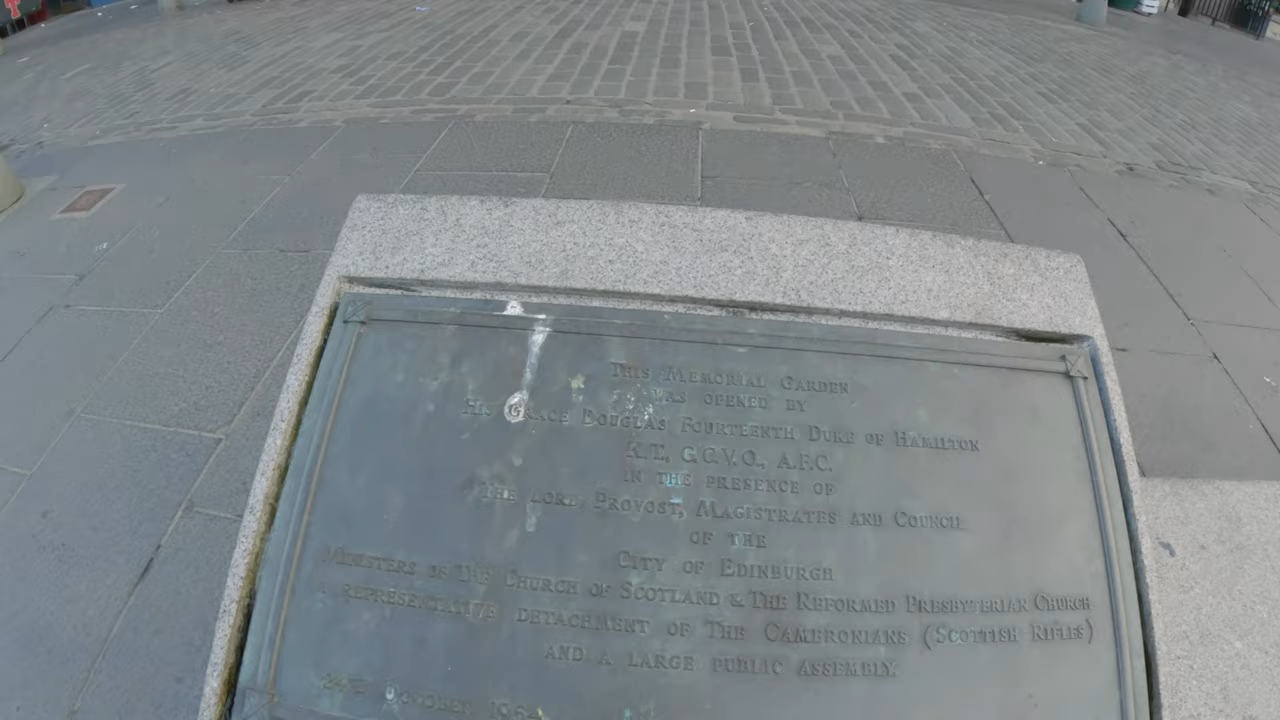 THIS MEMORIAL GARDEN
WAS OPENED BY
HIS GRACE DOUGLAS FOURTEENTH DUKE OF HAMILTON
K.T., G.C.V.O., A.F.C.
IN THE PRESENCE OF
THE LORD PROVOST, MAGISTRATES AND COUNCIL
OF THE
CITY OF EDINBURGH
MINISTERS OF THE CHURCH OF SCOTLAND & THE REFORMED PRESBYTERIAN CHURCH
REPRESENTATIVE DETACHMENT OF THE CAMERONIANS (SCOTTISH RIFLES)
AND A LARGE PUBLIC ASSEMBLY.
OCTOBER